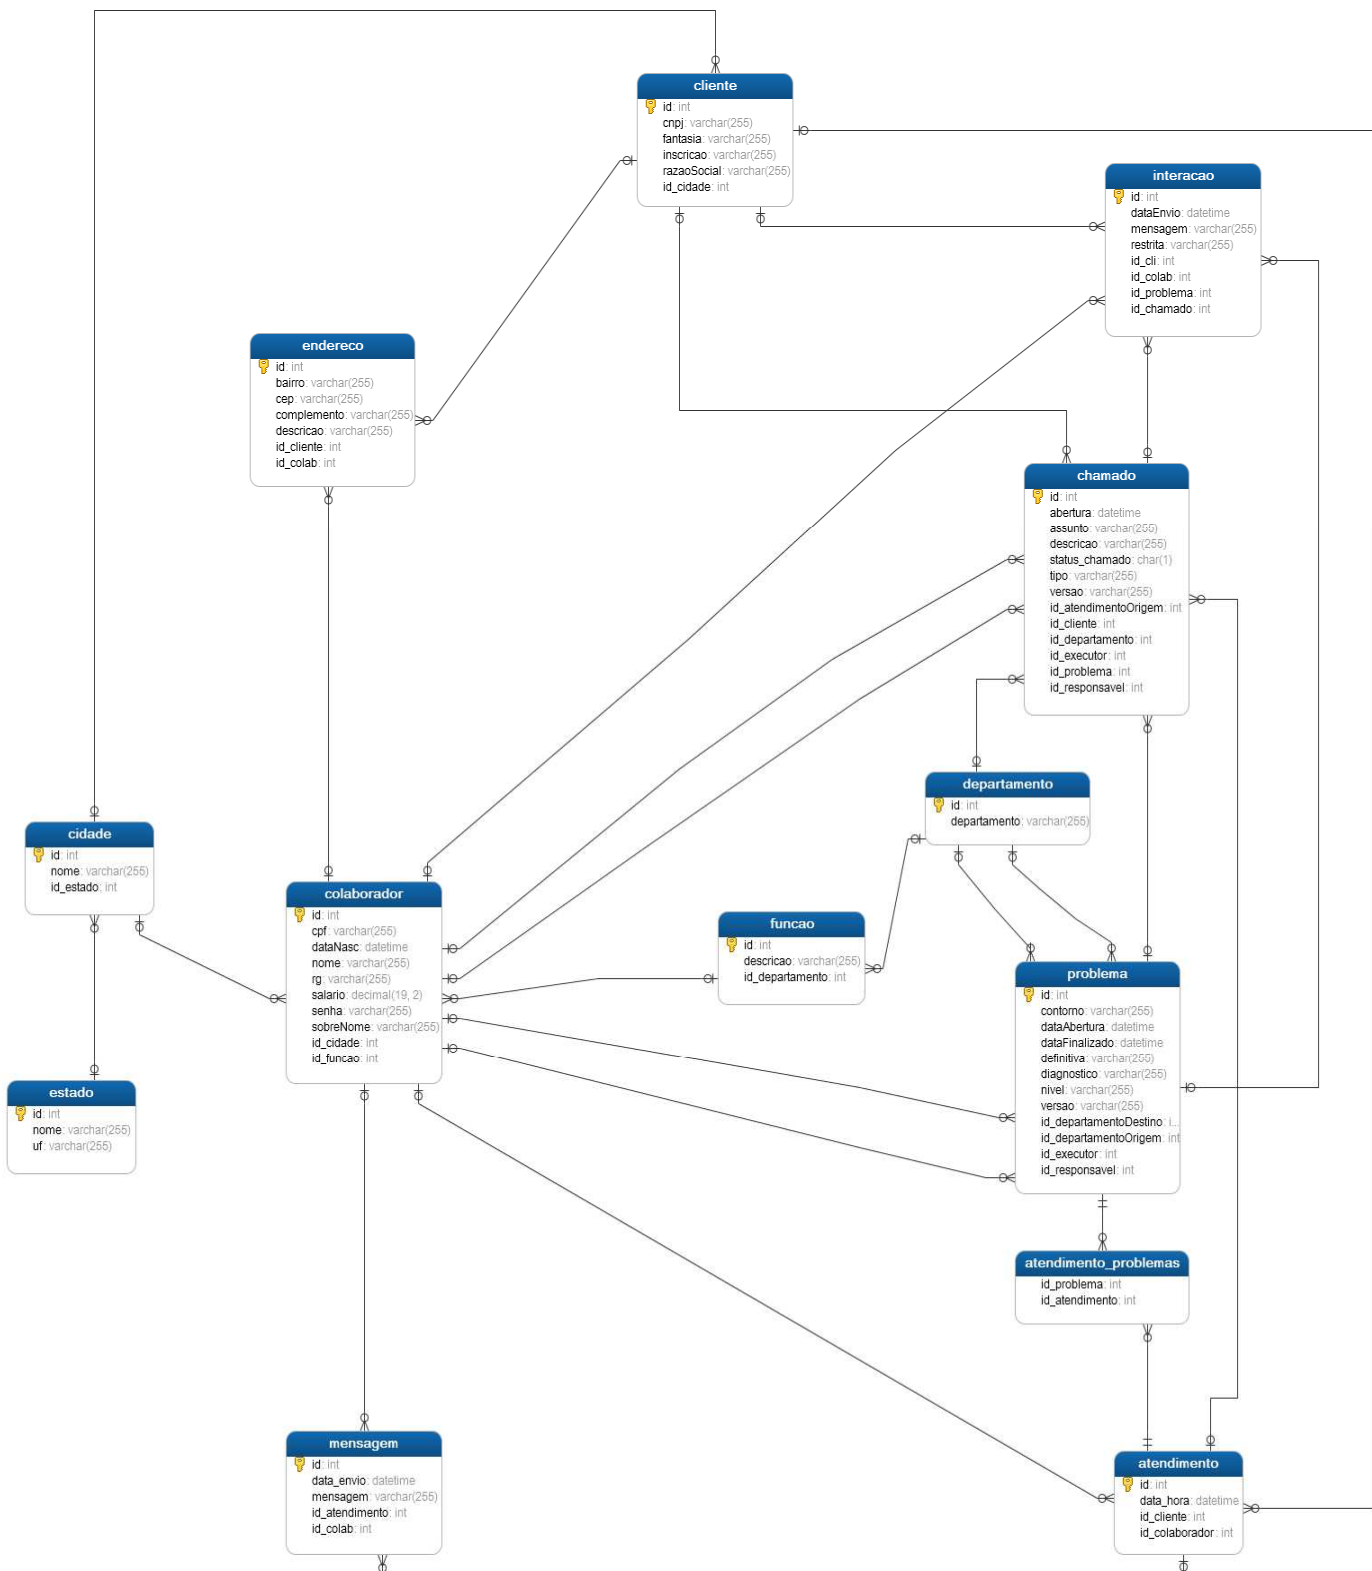 cliente
id: int
cnpj: varchar(255)
fantasia: varchar(255)
inscricao: varchar(255)
razaoSocial: varchar(255)
id_cidade: int
interacao
id: int
dataEnvio: datetime
mensagem: varchar(255)
restrita: varchar(255)
id_cli: int
id_colab: int
id_problema: int
id_chamado: int
endereco
id: int
bairro: varchar(255)
cep: varchar(255)
complemento: varchar(255)
descricao: varchar(255)
id_cliente: int
id_colab: int
chamado
id: int
abertura: datetime
assunto: varchar(255)
descricao: varchar(255)
status_chamado: char(1)
tipo: varchar(255)
versao: varchar(255)
id_atendimentoOrigem: int
id_cliente: int
id_departamento: int
id_executor: int
id_problema: int
id_responsavel: int
departamento
id: int
departamento: varchar(255)
cidade
id: int
nome: varchar(255)
id_estado: int
colaborador
id: int
cpf: varchar(255)
dataNasc: datetime
nome: varchar(255)
rg: varchar(255)
salario: decimal(19, 2)
senha: varchar(255)
sobreNome: varchar(255)
id_cidade: int
id_funcao: int
funcao
id: int
descricao: varchar(255)
id_departamento: int
problema
id: int
contorno: varchar(255)
dataAbertura: datetime
dataFinalizado: datetime
definitiva: varchar(255)
diagnostico: varchar(255)
nivel: varchar(255)
versao: varchar(255)
id_departamentoDestino: i...
id_departamentoOrigem: int
id_executor: int
id_responsavel: int
estado
id: int
nome: varchar(255)
uf: varchar(255)
atendimento_problemas
id_problema: int
id_atendimento: int
mensagem
id: int
data_envio: datetime
mensagem: varchar(255)
id_atendimento: int
id_colab: int
atendimento
id: int
data_hora: datetime
id_cliente: int
id_colaborador: int